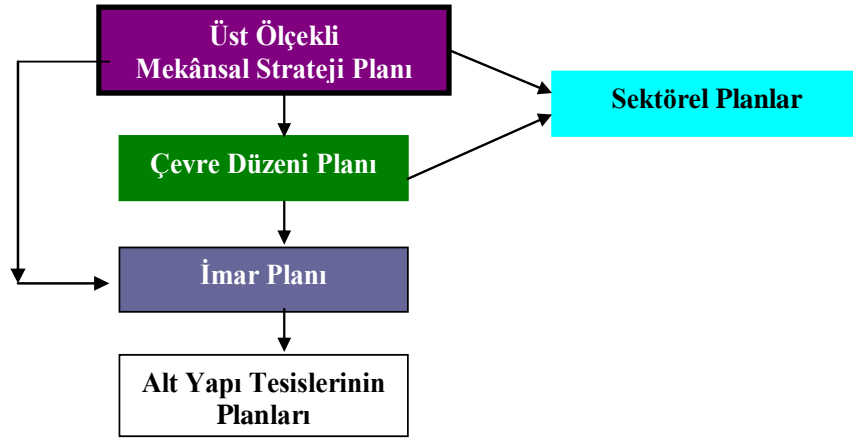 Üst Ölçekli
Mekânsal Strateji Planı
Sektörel Planlar
Çevre Düzeni Planı
İmar Planı
Alt Yapı Tesislerinin
Planları